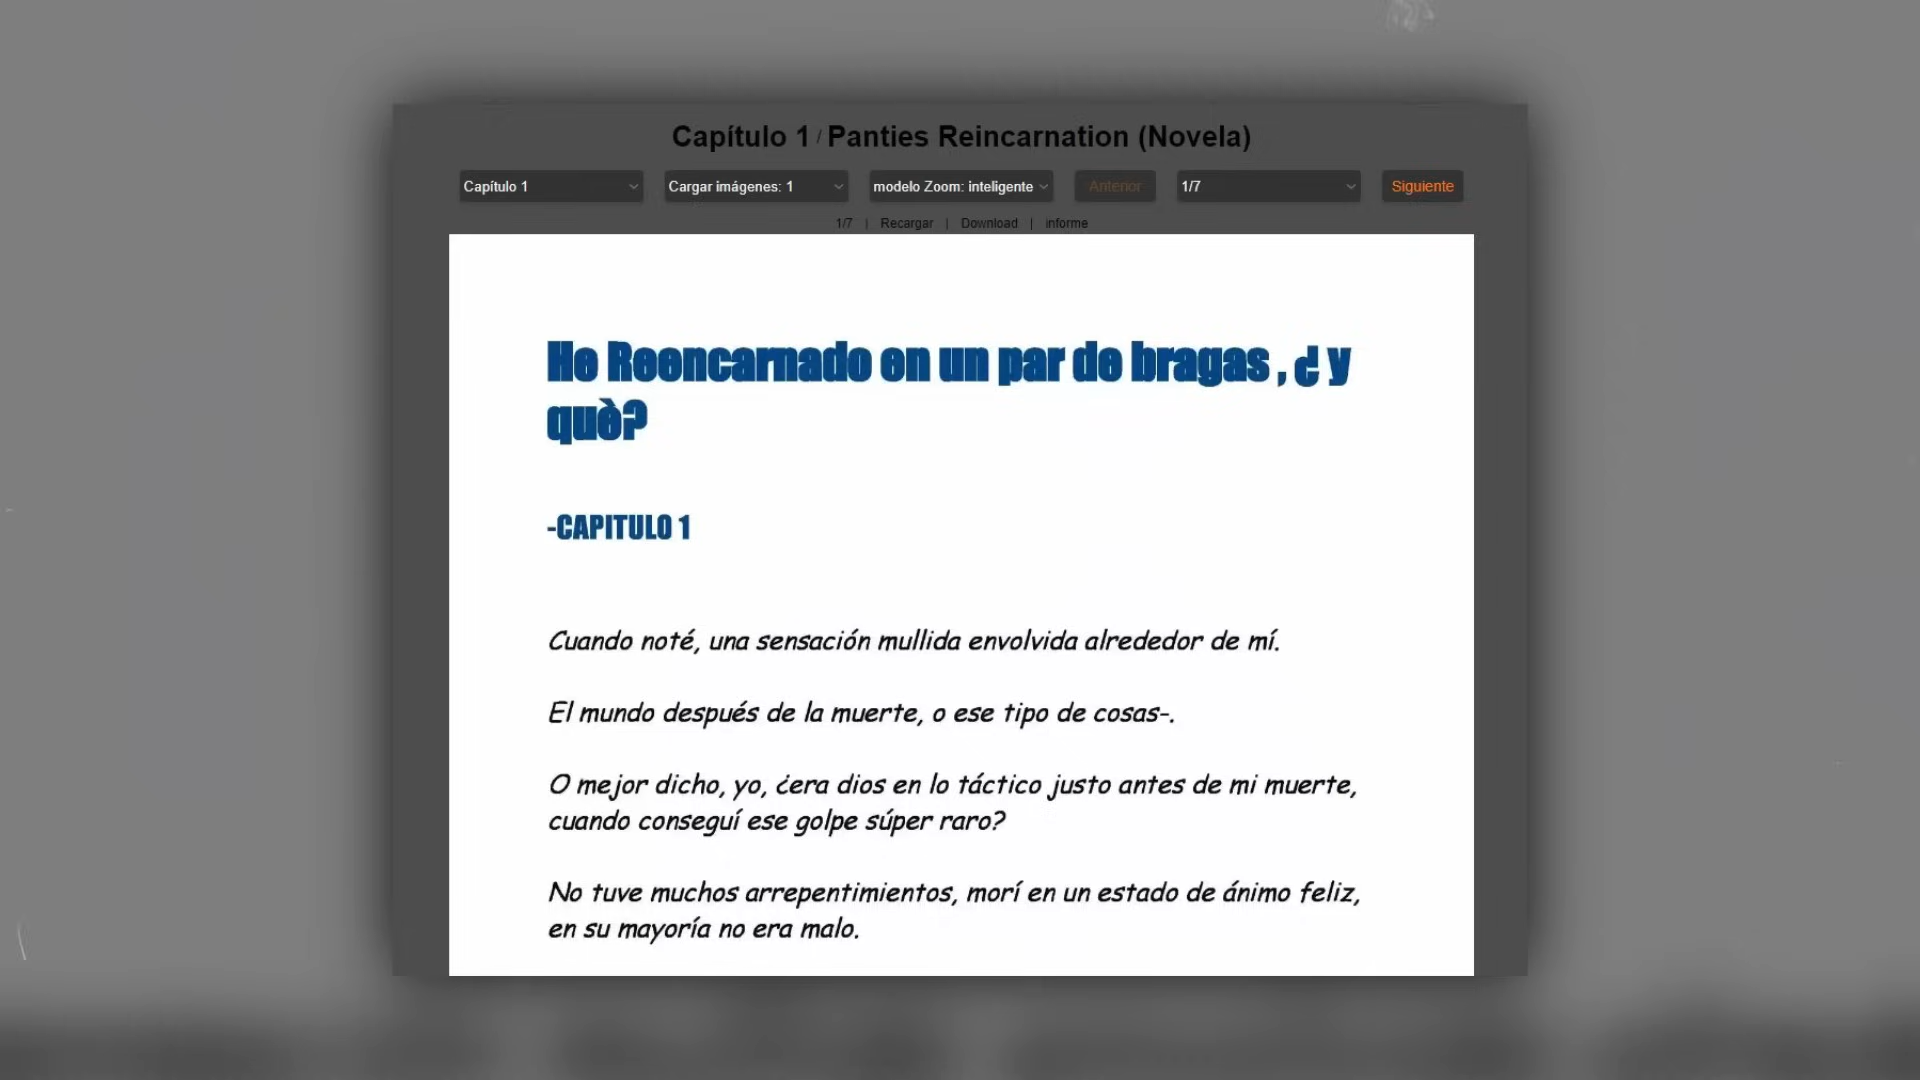 Capítulo 1 / Panties Reincarnation (Novela)
Capítulo 1 Cargar imágenes: 1 modelo Zoom: inteligente Anterior 1/7 Siguiente
1/7 | Recargar | Download | informe
He Reencarnado en un par de bragas , ¿ y
què?
-CAPITULO 1
Cuando noté, una sensación mullida envolvida alrededor de mí.
El mundo después de la muerte, o ese tipo de cosas-.
O mejor dicho, yo, ¿era dios en lo táctico justo antes de mi muerte,
cuando conseguí ese golpe súper raro?
No tuve muchos arrepentimientos, morí en un estado de ánimo feliz,
en su mayoría no era malo.